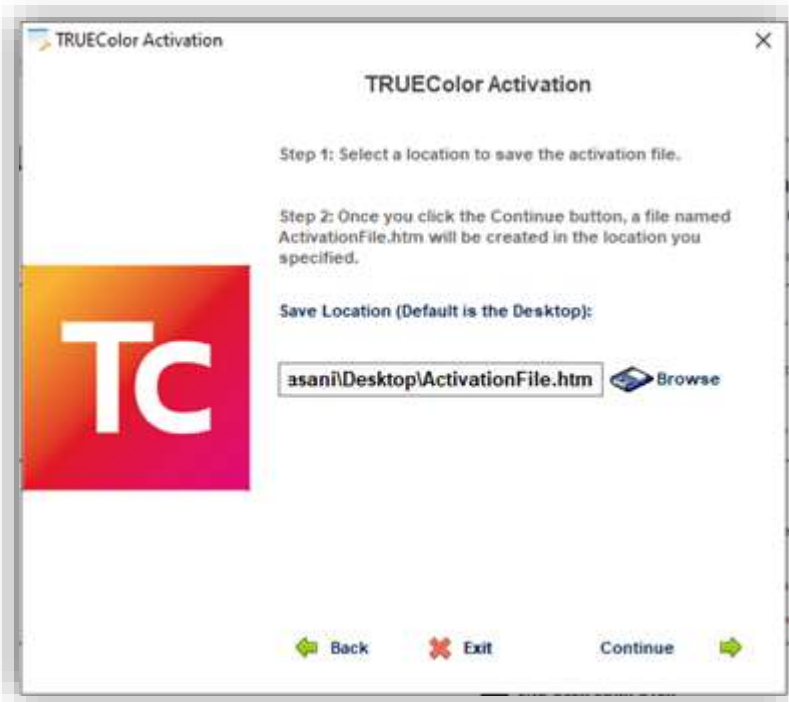 TRUEColor Activation
TRUEColor Activation
Step 1: Select a location to save the activation file.
Step 2: Once you click the Continue button, a file named
ActivationFile.htm will be created in the location you
specified.
Save Location (Default is the Desktop):
asani\Desktop\ActivationFile.htm
Browse
Tc
Back
Exit
Continue